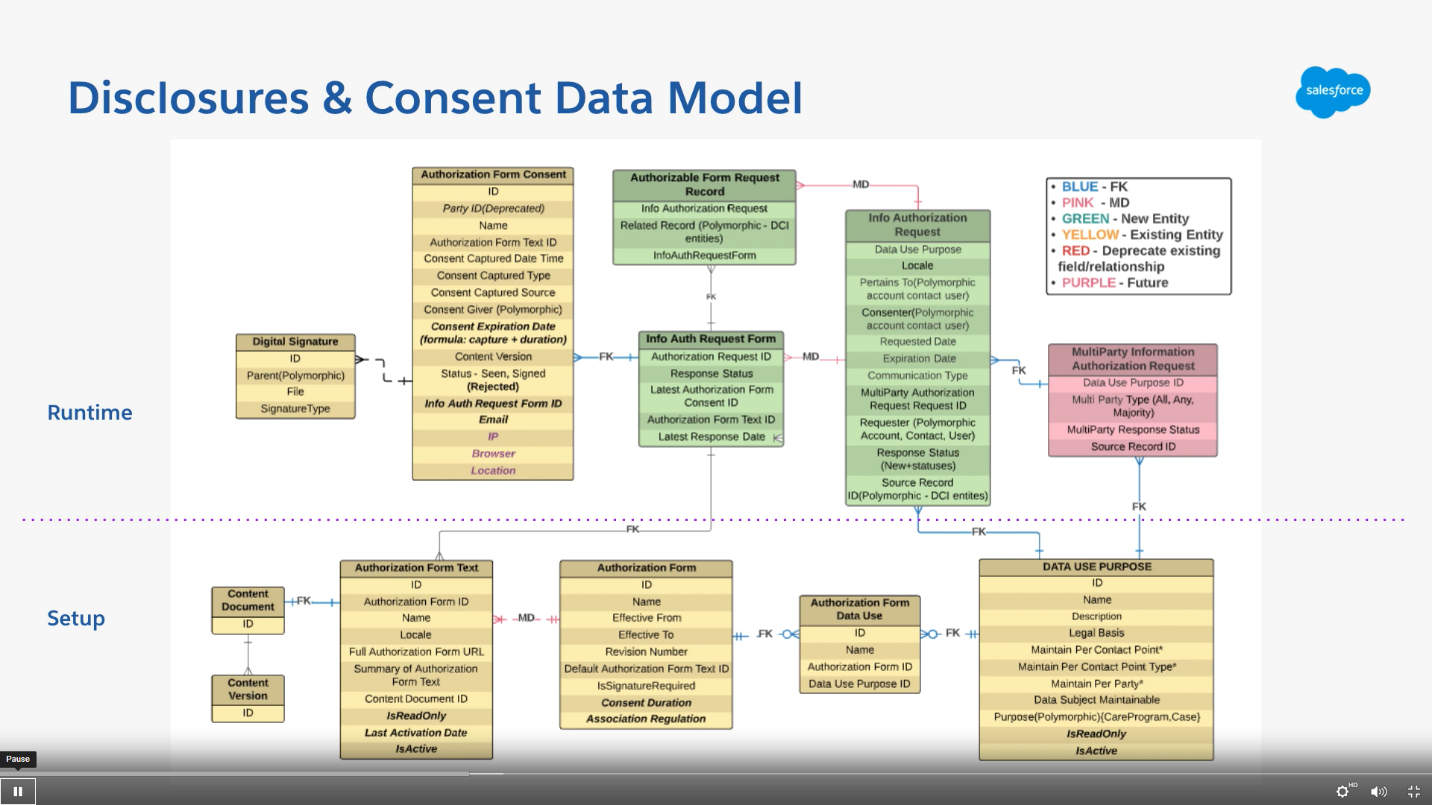 Disclosures & Consent Data Model
salesforce
Runtime
Setup
Authorization Form Consent
ID
Party ID(Deprecated)
Name
Authorization Form Text ID
Consent Captured Date Time
Consent Captured Type
Consent Captured Source
Consent Giver (Polymorphic)
Consent Expiration Date
(formula: capture + duration)
Content Version
Status - Seen, Signed
(Rejected)
Info Auth Request Form ID
Email
IP
Browser
Location
Digital Signature
ID
Parent(Polymorphic)
File
SignatureType
Authorizable Form Request
Record
Info Authorization Request
Related Record (Polymorphic - DCI
entities)
InfoAuthRequestForm
MD
FK
Info Auth Request Form
Authorization Request ID
Response Status
Latest Authorization Form
Consent ID
Authorization Form Text ID
Latest Response Date
FK
MD
Info Authorization
Request
Data Use Purpose
Locale
Pertains To(Polymorphic
account contact user)
Consenter(Polymorphic
account contact user)
Requested Date
Expiration Date
Communication Type
MultiParty Authorization
Request Request ID
Requester (Polymorphic
Account, Contact, User)
Response Status
(New+statuses)
Source Record
ID(Polymorphic - DCI entites)
• BLUE - FK
• PINK - MD
• GREEN - New Entity
• YELLOW - Existing Entity
• RED - Deprecate existing
field/relationship
• PURPLE - Future
FK
MultiParty Information
Authorization Request
Data Use Purpose ID
Multi Party Type (All, Any,
Majority)
MultiParty Response Status
Source Record ID
FK
FK
FK
Content
Document
ID
FK
Content
Version
ID
Authorization Form Text
ID
Authorization Form ID
Name
Locale
Full Authorization Form URL
Summary of Authorization
Form Text
Content Document ID
IsReadOnly
Last Activation Date
IsActive
MD
Authorization Form
ID
Name
Effective From
Effective To
Revision Number
Default Authorization Form Text ID
IsSignatureRequired
Consent Duration
Association Regulation
FK
Authorization Form
Data Use
ID
Name
Authorization Form ID
Data Use Purpose ID
FK
DATA USE PURPOSE
ID
Name
Description
Legal Basis
Maintain Per Contact Point*
Maintain Per Contact Point Type*
Maintain Per Party*
Data Subject Maintainable
Purpose(Polymorphic){CareProgram,Case}
IsReadOnly
IsActive
Pause
HD